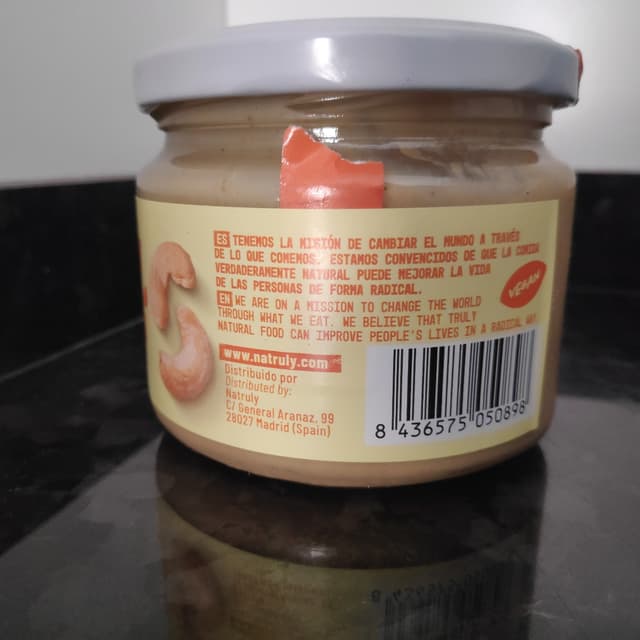 ES TENEMOS LA MISIÓN DE CAMBIAR EL MUNDO A TRAVÉS
DE LO QUE COMEMOS. ESTAMOS CONVENCIDOS DE QUE LA COMIDA
VERDADERAMENTE NATURAL PUEDE MEJORAR LA VIDA
DE LAS PERSONAS DE FORMA RADICAL.
VEGAN
EN WE ARE ON A MISSION TO CHANGE THE WORLD
THROUGH WHAT WE EAT. WE BELIEVE THAT TRULY
NATURAL FOOD CAN IMPROVE PEOPLE'S LIVES IN A RADICAL WAY.
www.natruly.com
Distribuido por
Distributed by:
Natruly
C/ General Aranaz, 99
28027 Madrid (Spain)
8 436575 050898